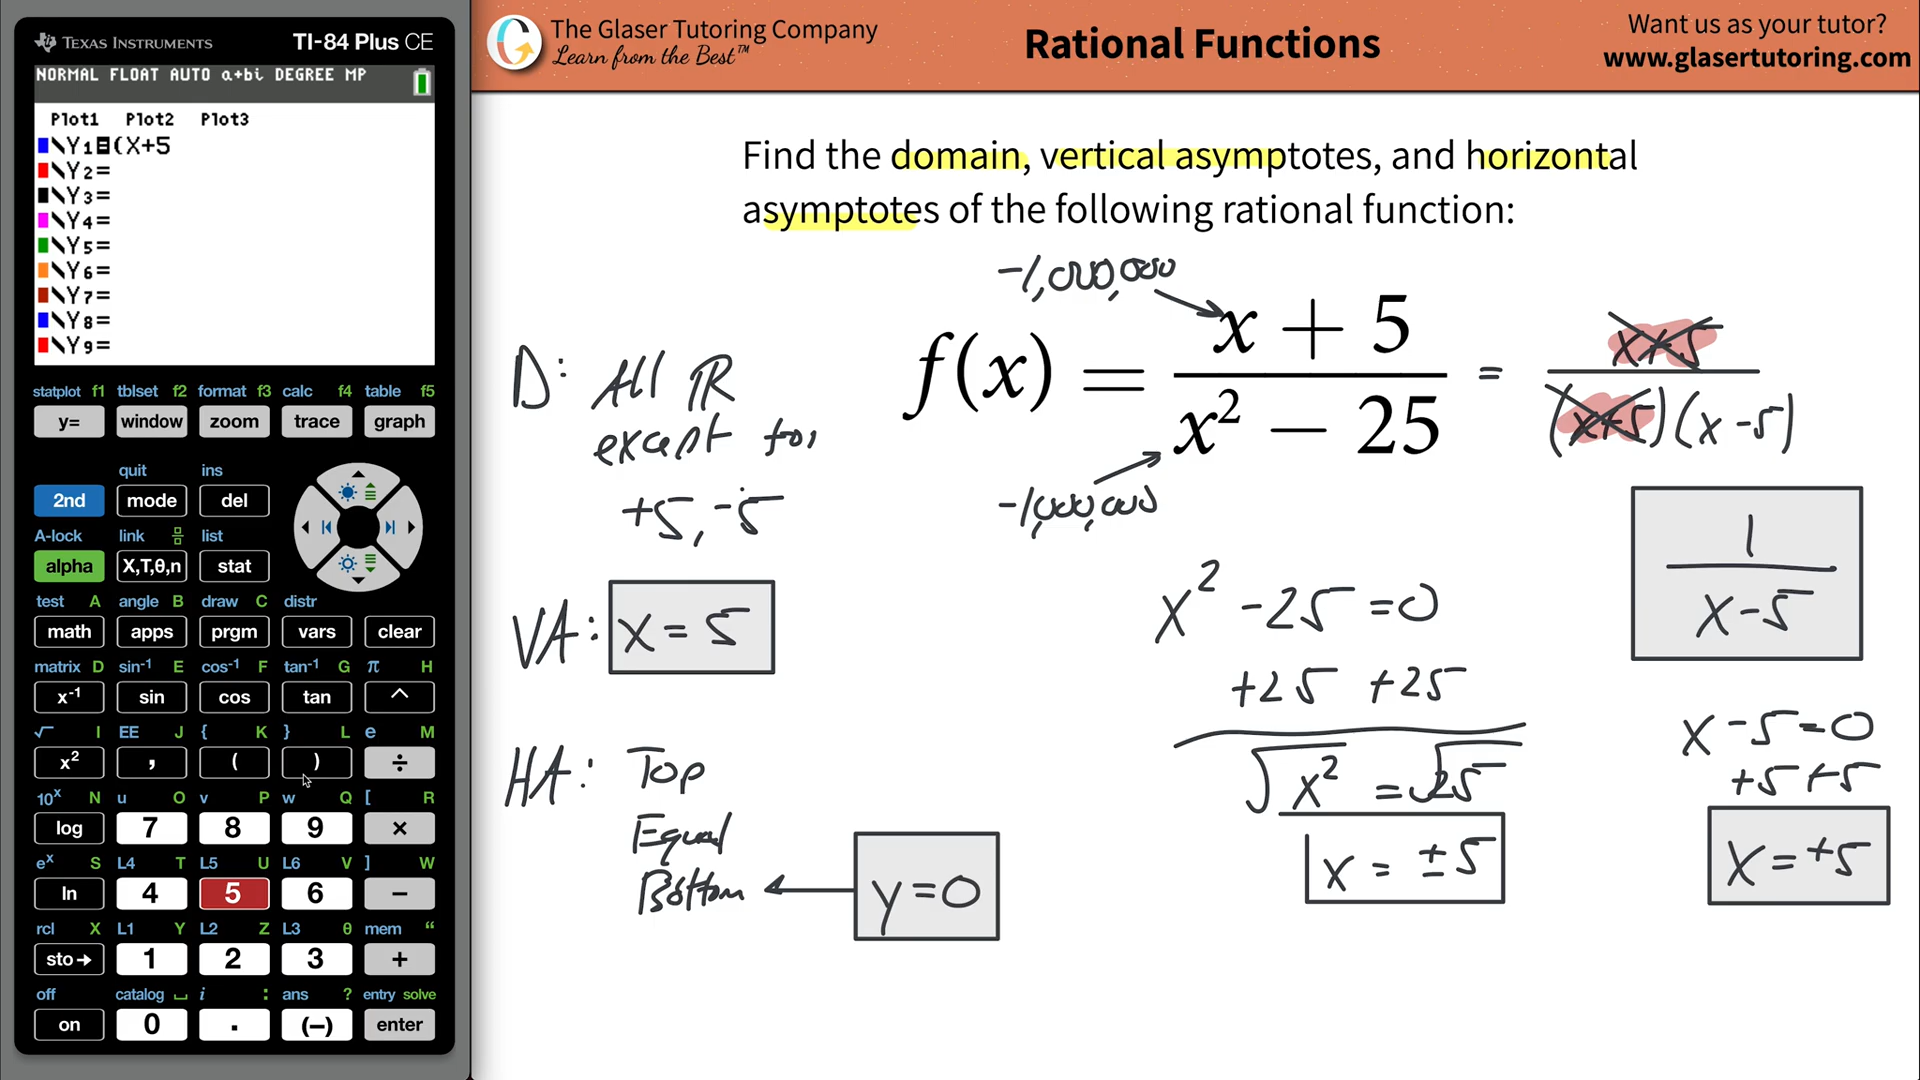 TEXAS INSTRUMENTS TI-84 Plus CE
NORMAL FLOAT AUTO a+bi DEGREE MP
Plot1 Plot2 Plot3
\Y1=(X+5
\Y2=
\Y3=
\Y4=
\Y5=
\Y6=
\Y7=
\Y8=
\Y9=
statplot f1 tblset f2 format f3 calc f4 table f5
y= window zoom trace graph
quit ins
2nd mode del
A-lock link list
alpha X,T,θ,n stat
test A angle B draw C distr
math apps prgm vars clear
matrix D sin-1 E cos-1 F tan-1 G π H
x-1 sin cos tan ^
√ I EE J { K } L e M
x² , ( ) ÷
10x N u O v P w Q [ R
log 7 8 9 ×
ex S L4 T L5 U L6 V ] W
ln 4 5 6 −
rcl X L1 Y L2 Z L3 θ mem “
sto→ 1 2 3 +
off catalog ⌴ i : ans ? entry solve
on 0 . (−) enter
The Glaser Tutoring Company
Learn from the Best™
Rational Functions
Want us as your tutor?
www.glasertutoring.com
Find the domain, vertical asymptotes, and horizontal
asymptotes of the following rational function:
-1,000,000
f(x) = x + 5 / x² − 25 = x+5 / (x+5)(x-5)
-1,000,000
D: All ℝ
except for
+5, -5
VA: x = 5
HA: Top
Equal
Bottom
y = 0
x² - 25 = 0
+25 +25
√x² = √25
x = ±5
1
x-5
x - 5 = 0
+5 +5
x = +5